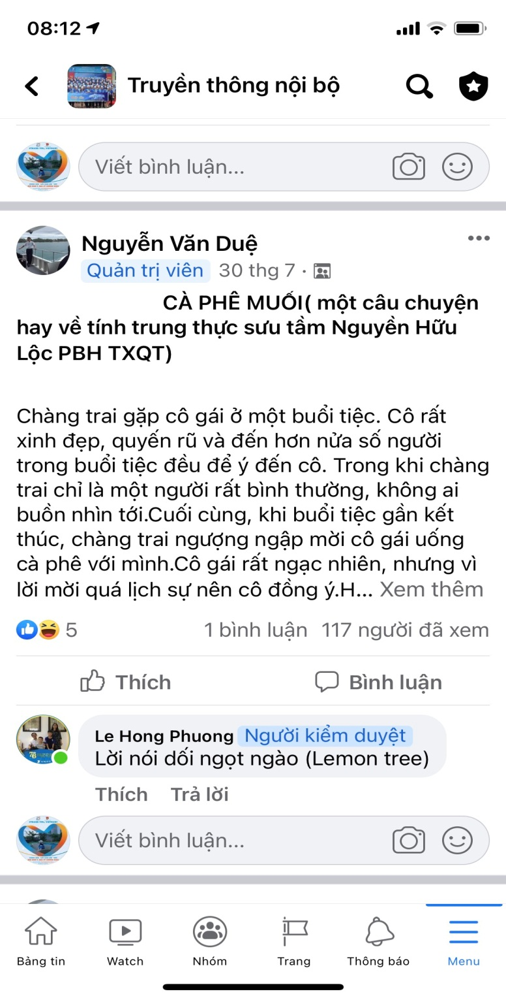 08:12
Truyền thông nội bộ
Viết bình luận...
Nguyễn Văn Duệ
Quản trị viên 30 thg 7 ·
CÀ PHÊ MUỐI( một câu chuyện
hay về tính trung thực sưu tầm Nguyền Hữu
Lộc PBH TXQT)
Chàng trai gặp cô gái ở một buổi tiệc. Cô rất
xinh đẹp, quyến rũ và đến hơn nửa số người
trong buổi tiệc đều để ý đến cô. Trong khi chàng
trai chỉ là một người rất bình thường, không ai
buồn nhìn tới.Cuối cùng, khi buổi tiệc gần kết
thúc, chàng trai ngượng ngập mời cô gái uống
cà phê với mình.Cô gái rất ngạc nhiên, nhưng vì
lời mời quá lịch sự nên cô đồng ý.H... Xem thêm
5 1 bình luận 117 người đã xem
Thích Bình luận
Le Hong Phuong Người kiểm duyệt
Lời nói dối ngọt ngào (Lemon tree)
Thích Trả lời
Viết bình luận...
Bảng tin Watch Nhóm Trang Thông báo Menu